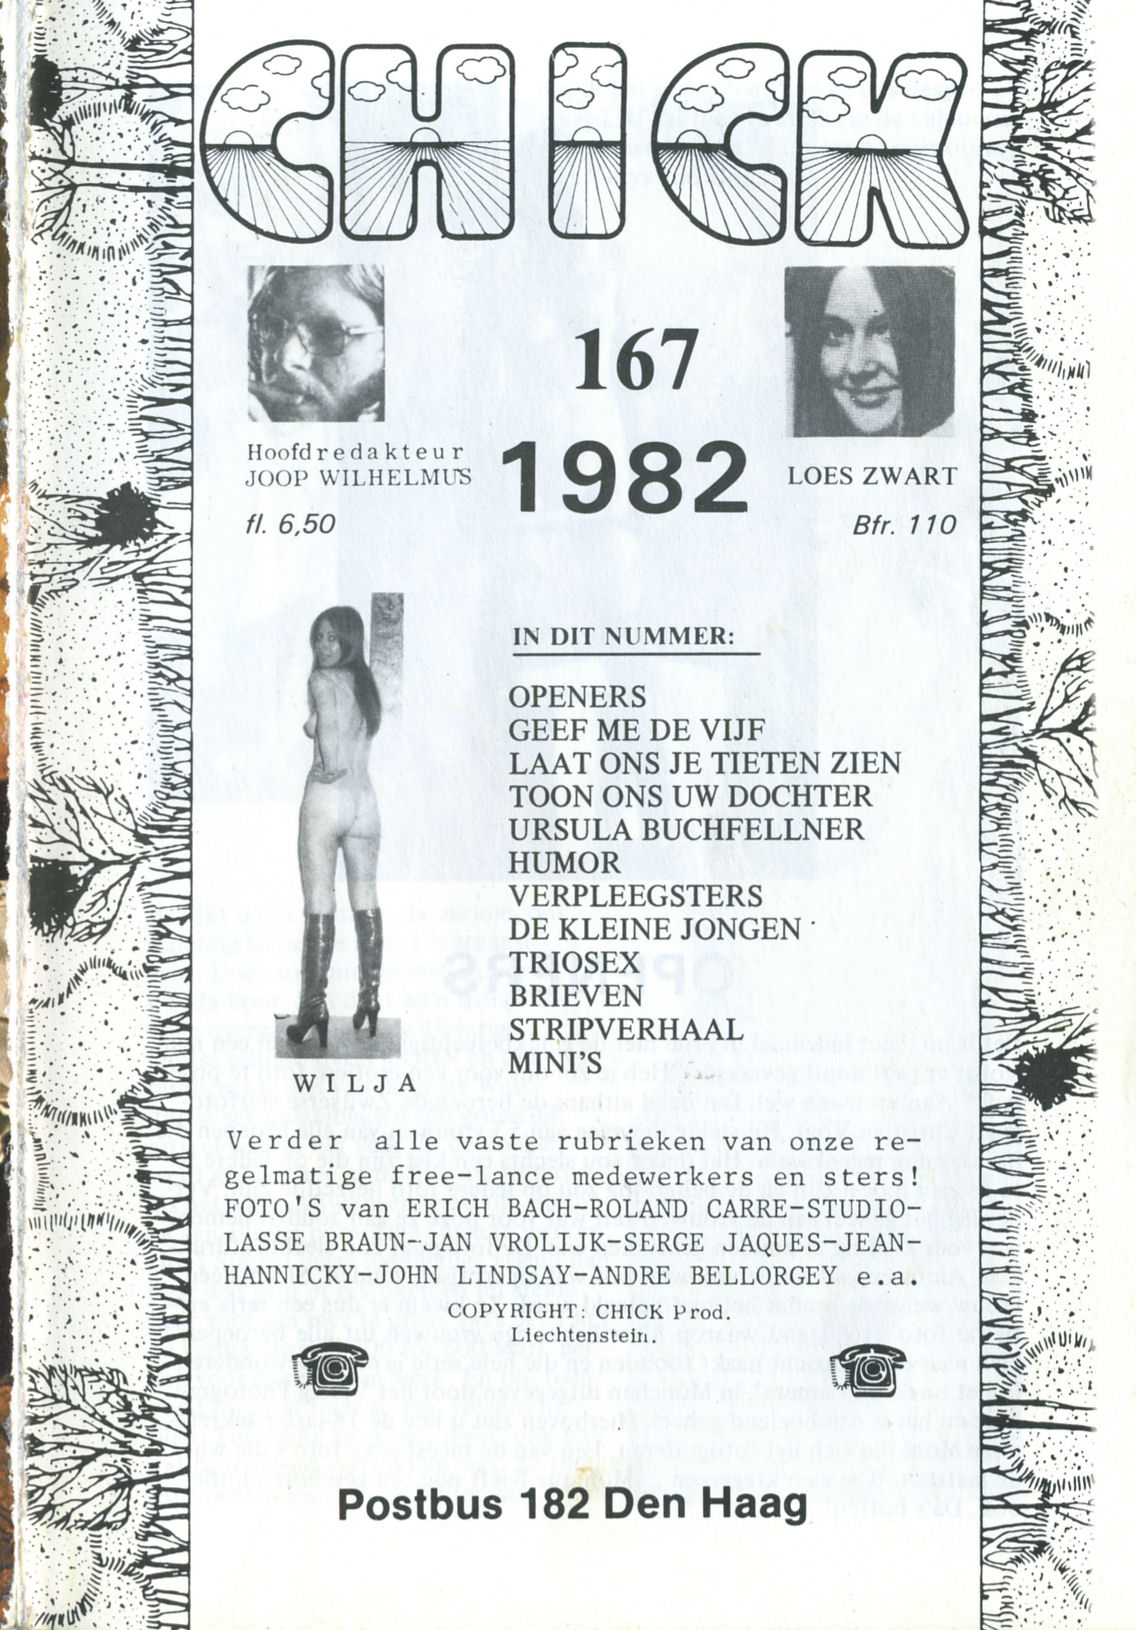 CHICK
167
1982
Hoofdredakteur
JOOP WILHELMUS
fl. 6,50
LOES ZWART
Bfr. 110
WILJA
IN DIT NUMMER:
OPENERS
GEEF ME DE VIJF
LAAT ONS JE TIETEN ZIEN
TOON ONS UW DOCHTER
URSULA BUCHFELLNER
HUMOR
VERPLEEGSTERS
DE KLEINE JONGEN
TRIOSEX
BRIEVEN
STRIPVERHAAL
MINI'S
Verder alle vaste rubrieken van onze re-
gelmatige free-lance medewerkers en sters!
FOTO'S van ERICH BACH-ROLAND CARRE-STUDIO-
LASSE BRAUN-JAN VROLIJK-SERGE JAQUES-JEAN-
HANNICKY-JOHN LINDSAY-ANDRE BELLORGEY e.a.
COPYRIGHT: CHICK Prod.
Liechtenstein.
Postbus 182 Den Haag